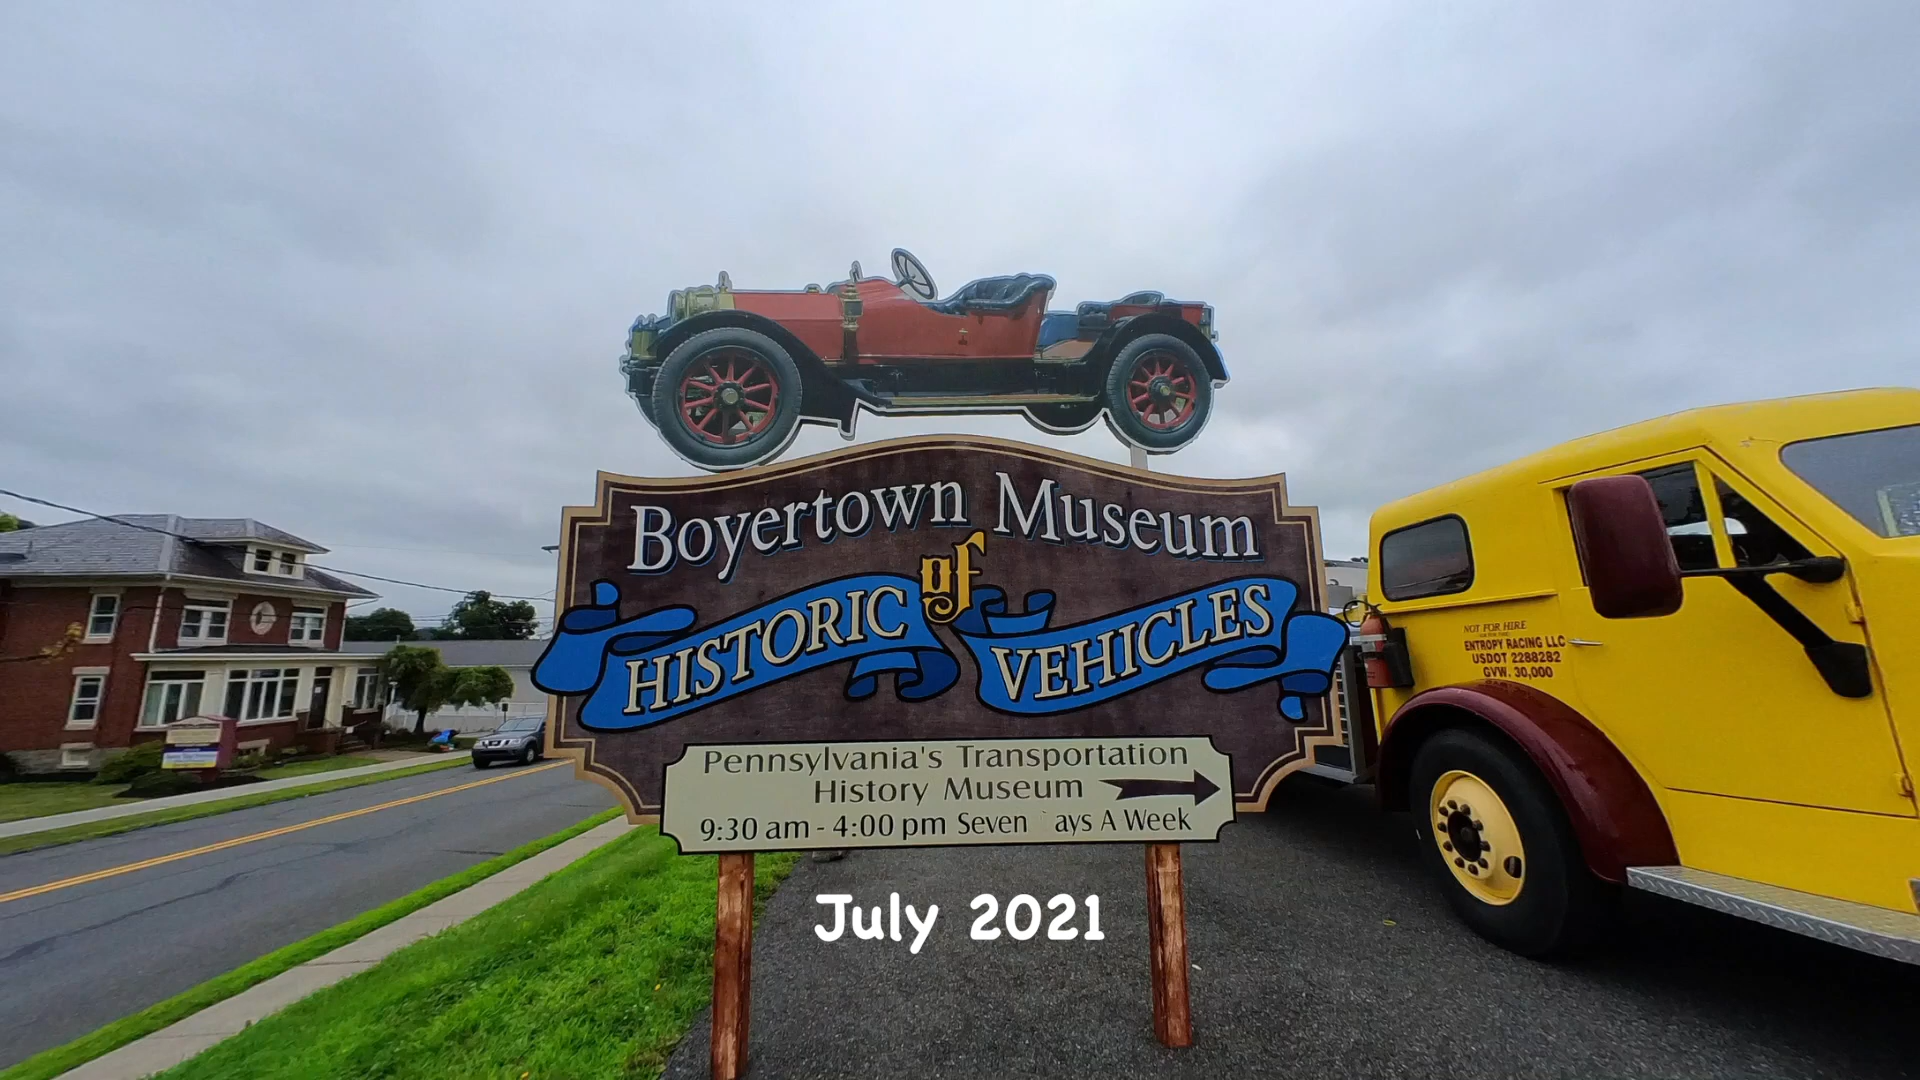 Boyertown Museum
of
HISTORIC VEHICLES
Pennsylvania's Transportation
History Museum
9:30 am - 4:00 pm Seven ays A Week
NOT FOR HIRE
ENTROPY RACING LLC
USDOT 2288282
GVW. 30,000
July 2021